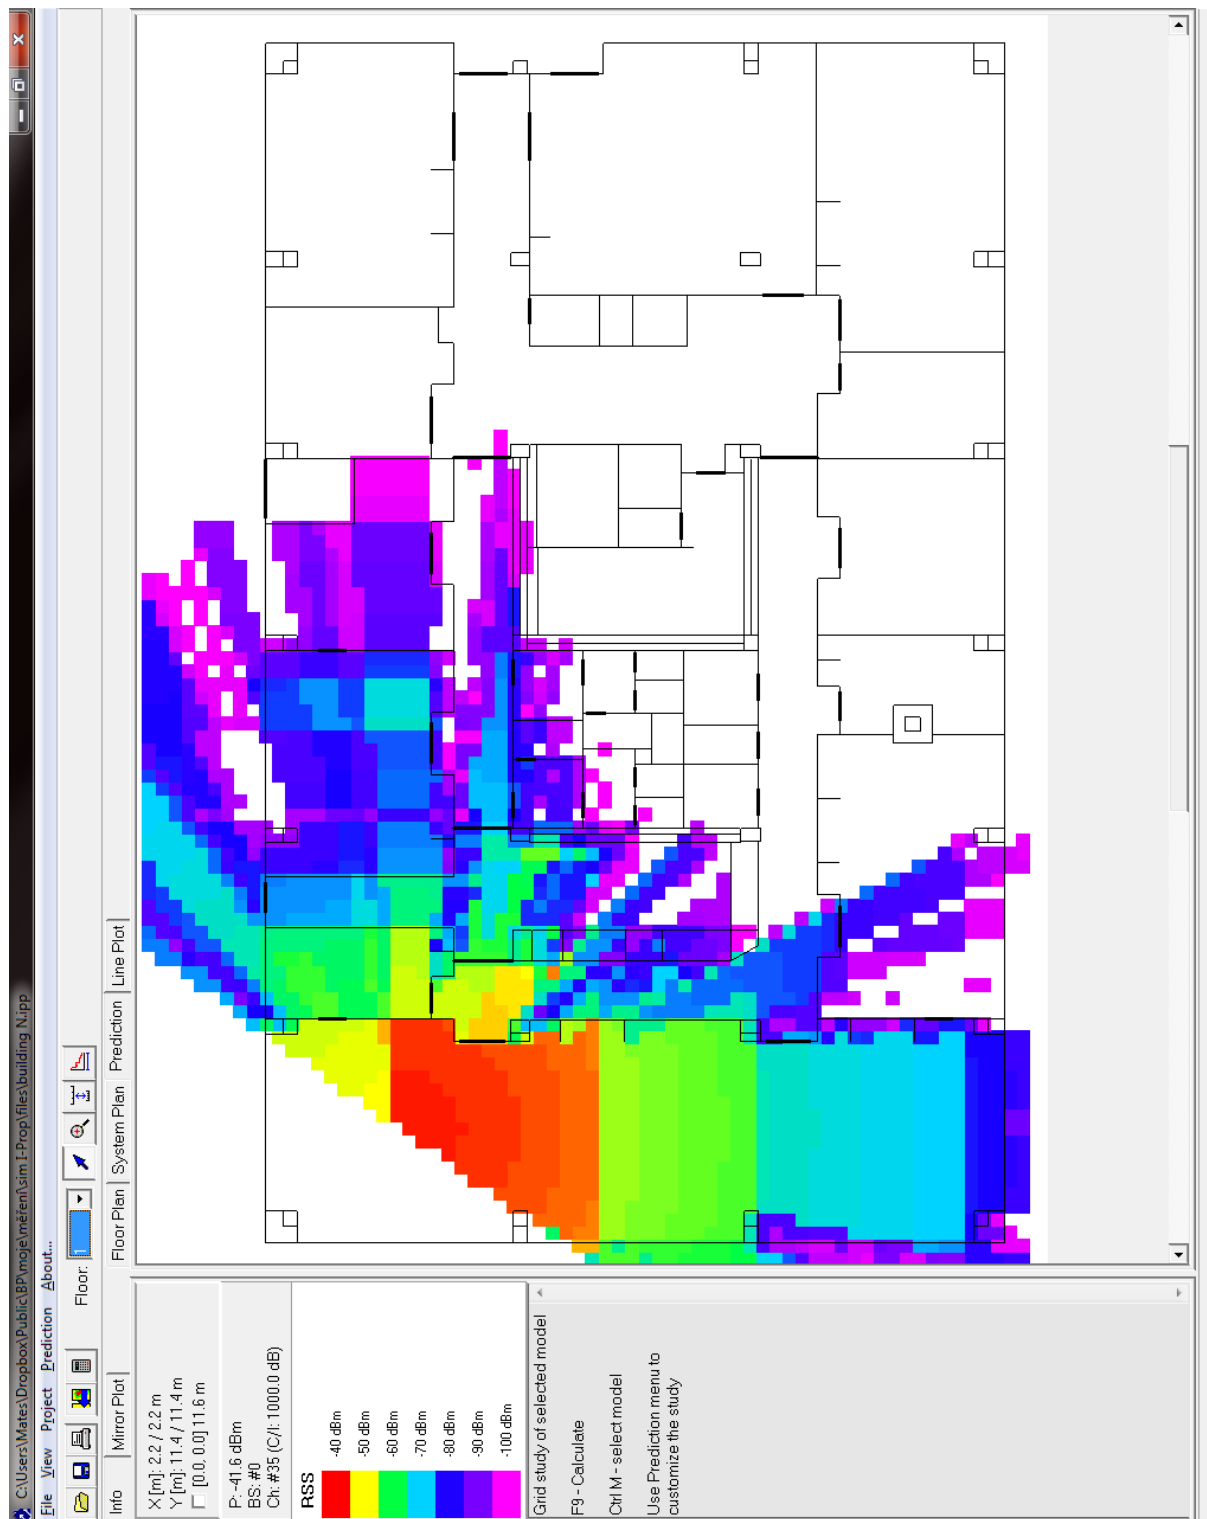 C:\Users\Mates\Dropbox\Public\BP\moje\měření\sim I-Prop\files\building N.ipp
File View Project Prediction About...
Floor: 1
Info Mirror Plot
Floor Plan System Plan Prediction Line Plot
X [m]: 2.2 / 2.2 m
Y [m]: 11.4 / 11.4 m
[0.0, 0.0] 11.6 m
P: -41.6 dBm
BS: #0
Ch: #35 (C/I: 1000.0 dB)
RSS
-40 dBm
-50 dBm
-60 dBm
-70 dBm
-80 dBm
-90 dBm
-100 dBm
Grid study of selected model
F9 - Calculate
Ctrl M - select model
Use Prediction menu to
customize the study